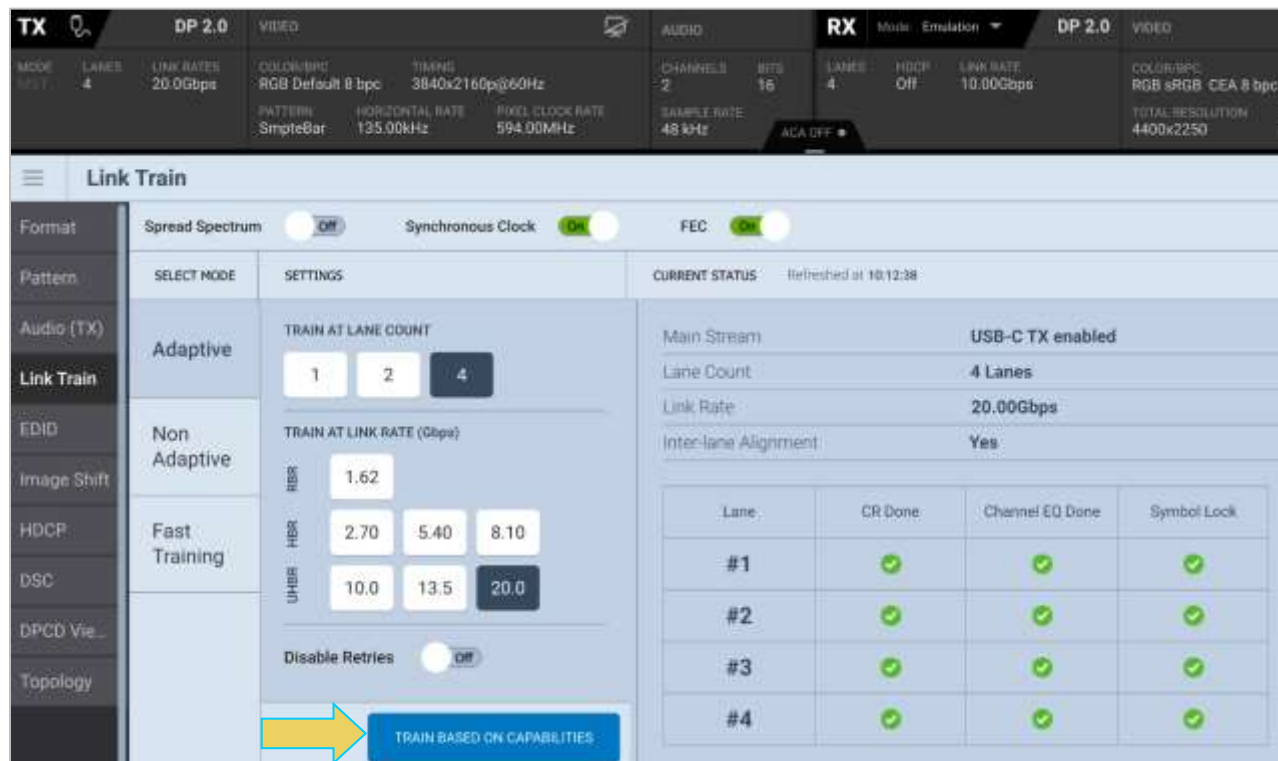 TX DP 2.0 VIDEO AUDIO RX Mode: Emulation DP 2.0 VIDEO
MODE LANES LINK RATES COLOR/BPC TIMING CHANNELS BITS LANES HDCP LINK RATE COLOR/BPC
MST 4 20.0Gbps RGB Default 8 bpc 3840x2160p@60Hz 2 16 4 Off 10.00Gbps RGB sRGB CEA 8 bpc
PATTERN HORIZONTAL RATE PIXEL CLOCK RATE SAMPLE RATE TOTAL RESOLUTION
SmpteBar 135.00kHz 594.00MHz 48 kHz ACA OFF 4400x2250
Link Train
Format Spread Spectrum Off Synchronous Clock On FEC On
Pattern SELECT MODE SETTINGS CURRENT STATUS Refreshed at 10:12:38
Audio (TX) Adaptive TRAIN AT LANE COUNT Main Stream USB-C TX enabled
1 2 4 Lane Count 4 Lanes
Link Train Link Rate 20.00Gbps
EDID Non Adaptive TRAIN AT LINK RATE (Gbps) Inter-lane Alignment Yes
Image Shift RBR 1.62
Lane CR Done Channel EQ Done Symbol Lock
HDCP Fast Training HBR 2.70 5.40 8.10
#1
DSC UHBR 10.0 13.5 20.0
#2
DPCD Vie...
Disable Retries Off
#3
Topology
#4
TRAIN BASED ON CAPABILITIES